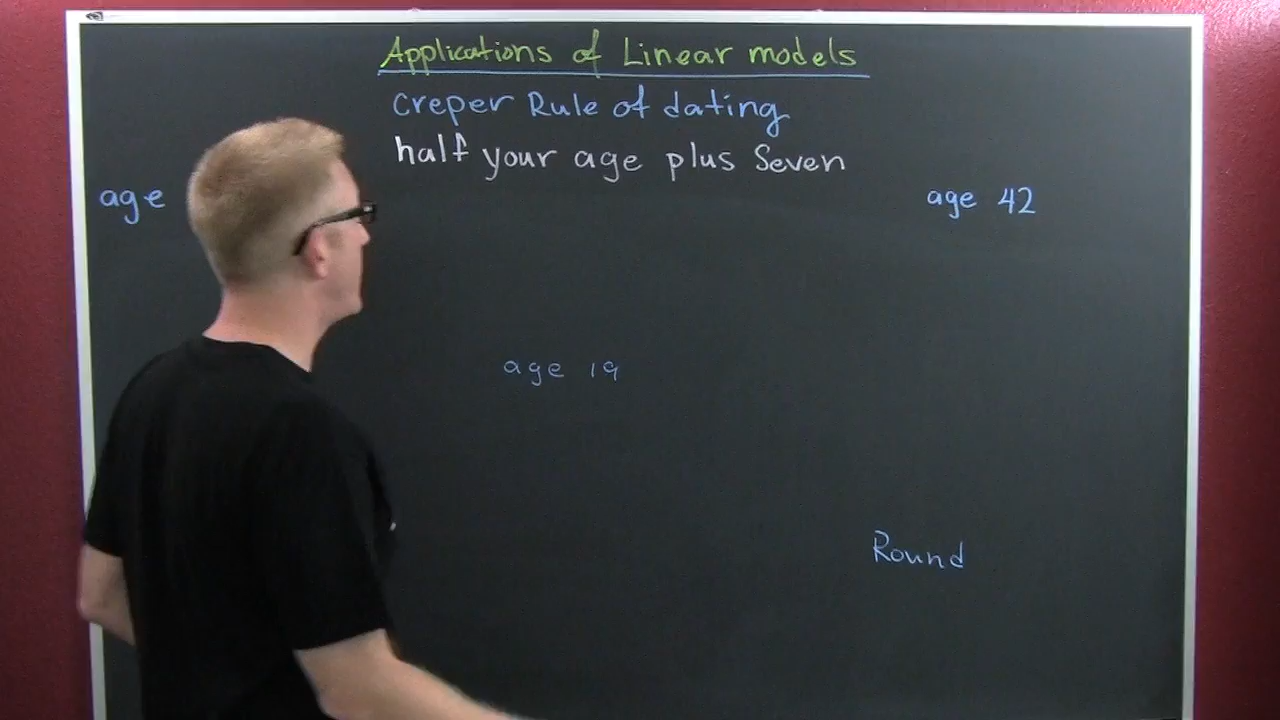 Applications of Linear models
Creper Rule of dating
half your age plus Seven
age
age 42
age 19
Round